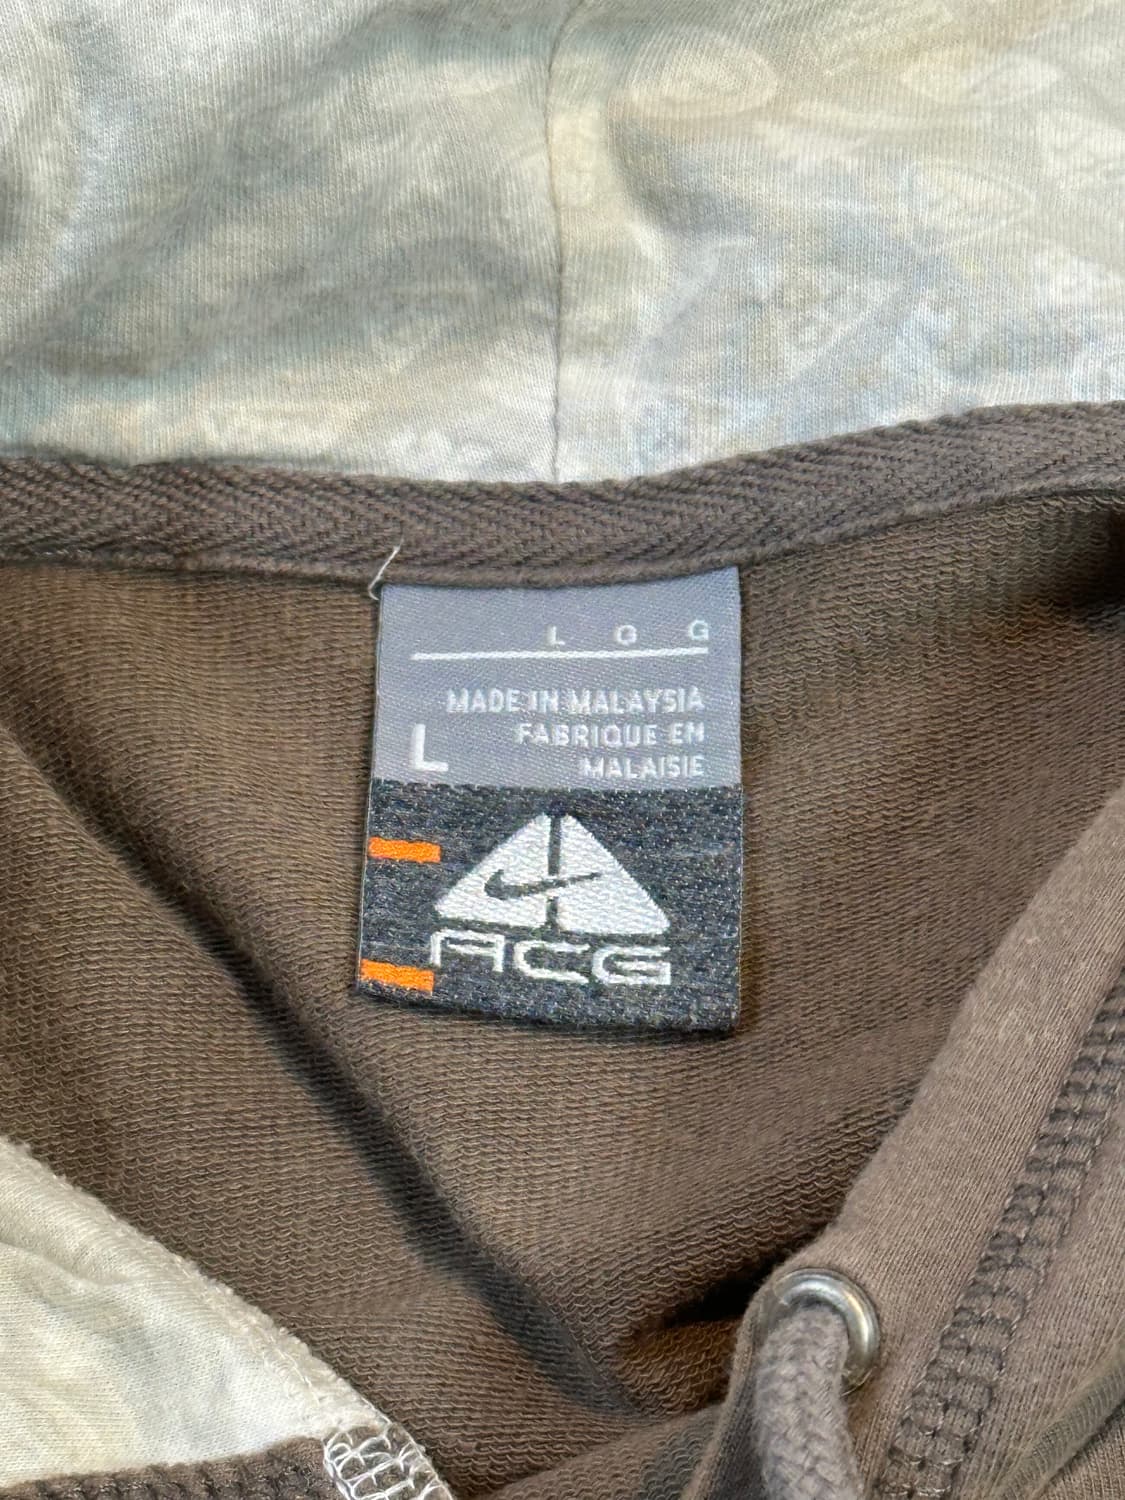 L G G
MADE IN MALAYSIA
L
FABRIQUE EN
MALAISIE
ACG